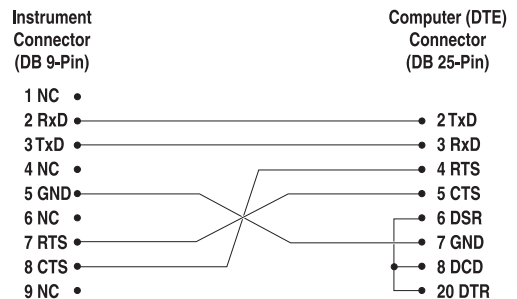 Instrument
Connector
(DB 9-Pin)
Computer (DTE)
Connector
(DB 25-Pin)
1 NC
2 RxD
3 TxD
4 NC
5 GND
6 NC
7 RTS
8 CTS
9 NC
2 TxD
3 RxD
4 RTS
5 CTS
6 DSR
7 GND
8 DCD
20 DTR